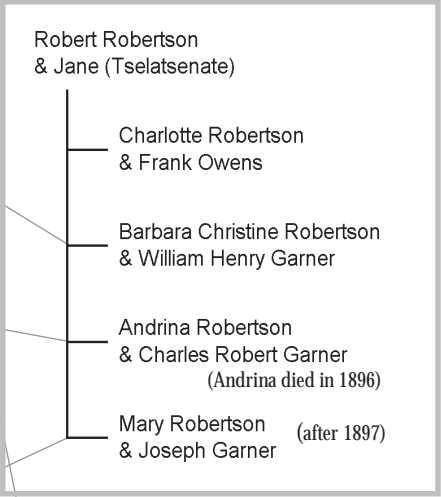 Robert Robertson
& Jane (Tselatsenate)
Charlotte Robertson
& Frank Owens
Barbara Christine Robertson
& William Henry Garner
Andrina Robertson
& Charles Robert Garner
(Andrina died in 1896)
Mary Robertson
& Joseph Garner (after 1897)